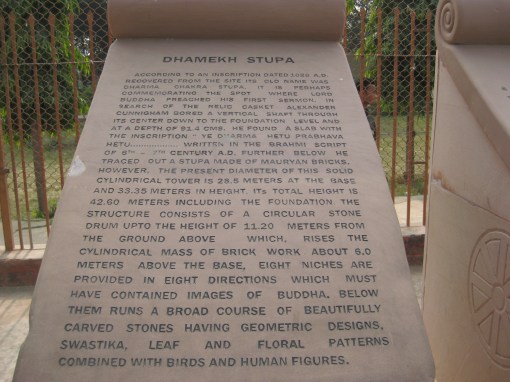 DHAMEKH STUPA
ACCORDING TO AN INSCRIPTION DATED A.D.
RECOVERED FROM THE SITE ITS OLD NAME WAS
DHARMA CHAKRA STUPA, IT IS PERHAPS
COMMEMORATING THE SPOT WHERE LORD
BUDDHA PREACHED HIS FIRST SERMON. IN
SEARCH OF THE RELIC CASKET ALEXANDER
CUNINGHAM BORED A VERTICAL SHAFT THROUGH
ITS CENTER DOWN TO THE FOUNDATION LEVEL AND
AT A DEPTH OF 91.4 CMS. HE FOUND A SLAB WITH
THE INSCRIPTION " YE DHARMA HETU PRABHAVA
HETU........ WRITTEN IN THE BRAHMI SCRIPT
OF 6TH - 7TH CENTURY A.D. FURTHER BELOW HE
TRACED OUT A STUPA MADE OF MAURYAN BRICKS.
HOWEVER, THE PRESENT DIAMETER OF THIS SOLID
CYLINDRICAL TOWER IS 28.5 METERS AT THE BASE
AND 33.35 METERS IN HEIGHT. ITS TOTAL HEIGHT IS
42.60 METERS INCLUDING THE FOUNDATION THE
STRUCTURE CONSISTS OF A CIRCULAR STONE
DRUM UPTO THE HEIGHT OF 11.20 METERS FROM
THE GROUND ABOVE WHICH, RISES THE
CYLINDRICAL MASS OF BRICK WORK ABOUT 6.0
METERS ABOVE THE BASE, EIGHT NICHES ARE
PROVIDED IN EIGHT DIRECTIONS WHICH MUST
HAVE CONTAINED IMAGES OF BUDDHA, BELOW
THEM RUNS A BROAD COURSE OF BEAUTIFULLY
CARVED STONES HAVING GEOMETRIC DESIGNS,
SWASTIKA, LEAF AND FLORAL PATTERNS
COMBINED WITH BIRDS AND HUMAN FIGURES.